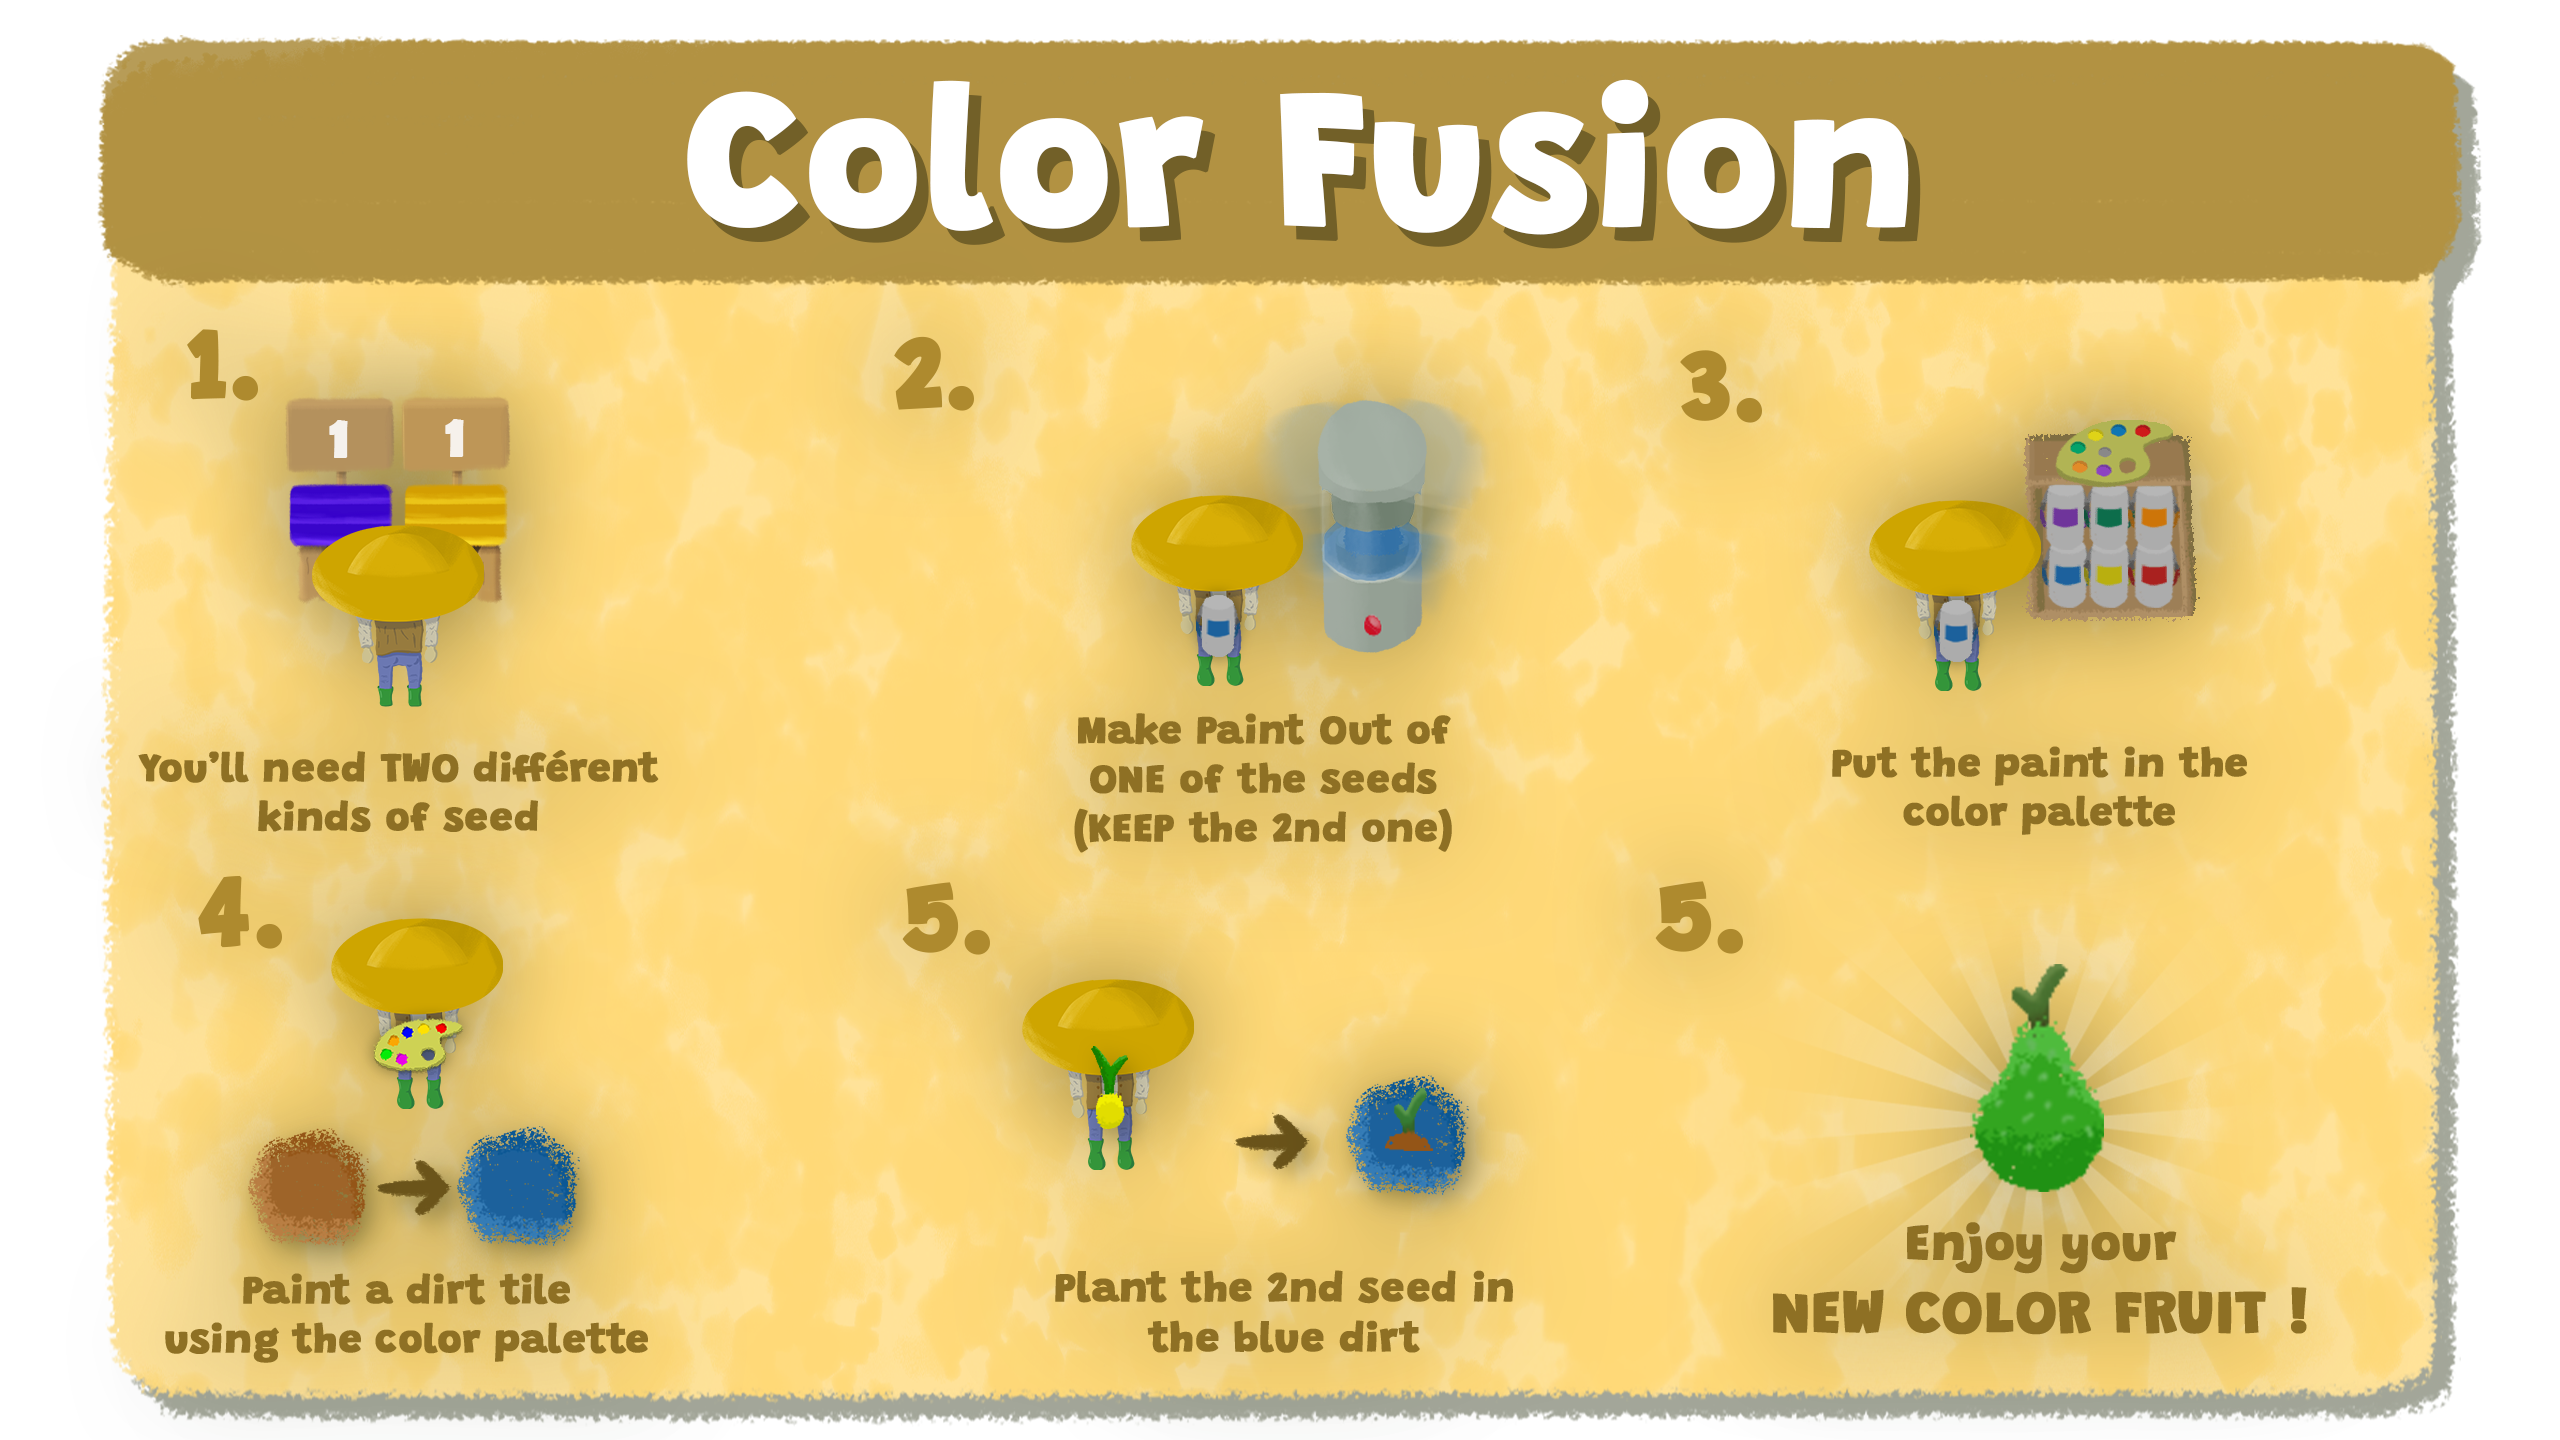 Color Fusion
1.
1 1
You'll need TWO différent
kinds of seed
2.
Make Paint Out of
ONE of the seeds
(KEEP the 2nd one)
3.
Put the paint in the
color palette
4.
Paint a dirt tile
using the color palette
5.
Plant the 2nd seed in
the blue dirt
5.
Enjoy your
NEW COLOR FRUIT !